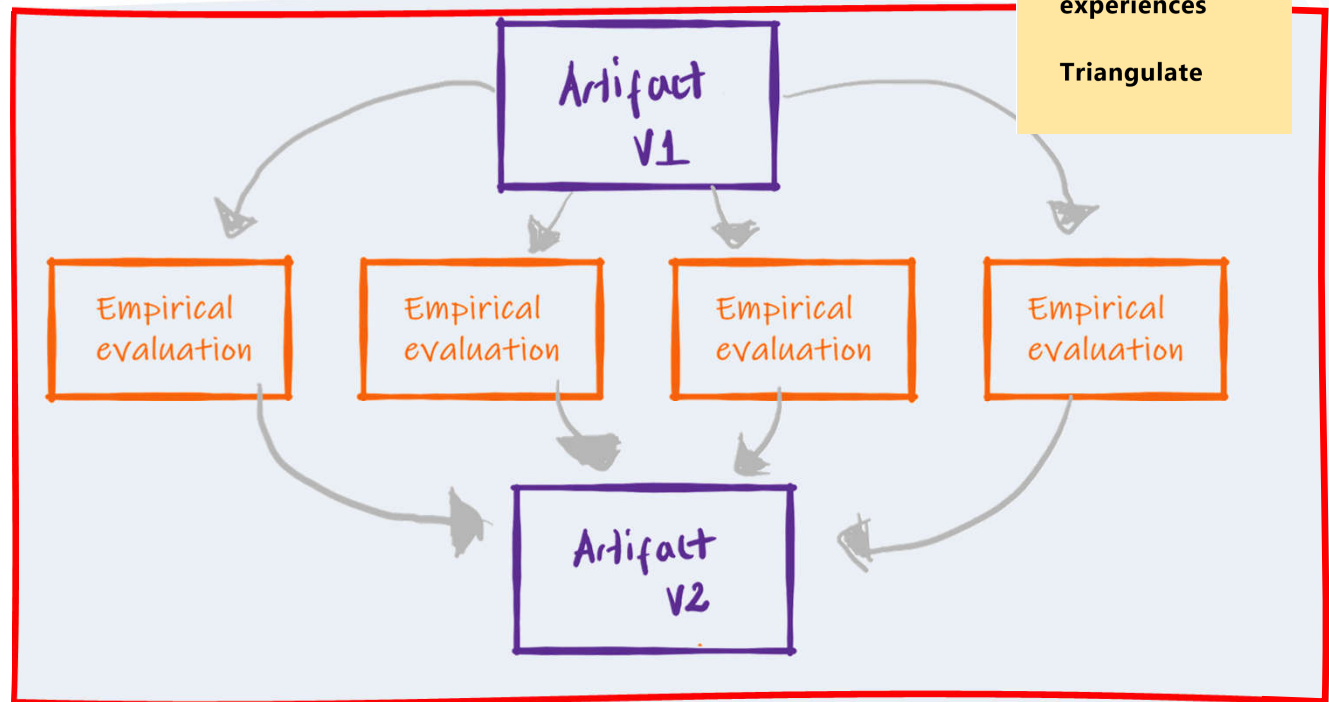 experiences
Triangulate
Artifact
V1
Empirical
evaluation
Empirical
evaluation
Empirical
evaluation
Empirical
evaluation
Artifact
V2